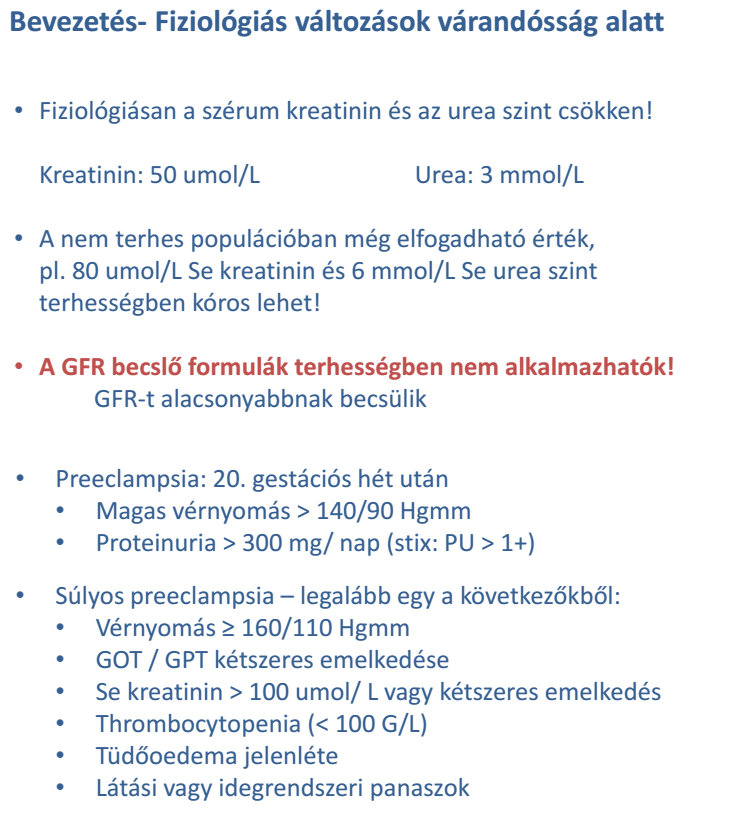 Bevezetés- Fiziológiás változások várandósság alatt
• Fiziológiásan a szérum kreatinin és az urea szint csökken!
Kreatinin: 50 umol/L Urea: 3 mmol/L
• A nem terhes populációban még elfogadható érték,
pl. 80 umol/L Se kreatinin és 6 mmol/L Se urea szint
terhességben kóros lehet!
• A GFR becslő formulák terhességben nem alkalmazhatók!
GFR-t alacsonyabbnak becsülik
• Preeclampsia: 20. gestációs hét után
• Magas vérnyomás > 140/90 Hgmm
• Proteinuria > 300 mg/ nap (stix: PU > 1+)
• Súlyos preeclampsia – legalább egy a következőkből:
• Vérnyomás ≥ 160/110 Hgmm
• GOT / GPT kétszeres emelkedése
• Se kreatinin > 100 umol/ L vagy kétszeres emelkedés
• Thrombocytopenia (< 100 G/L)
• Tüdőoedema jelenléte
• Látási vagy idegrendszeri panaszok